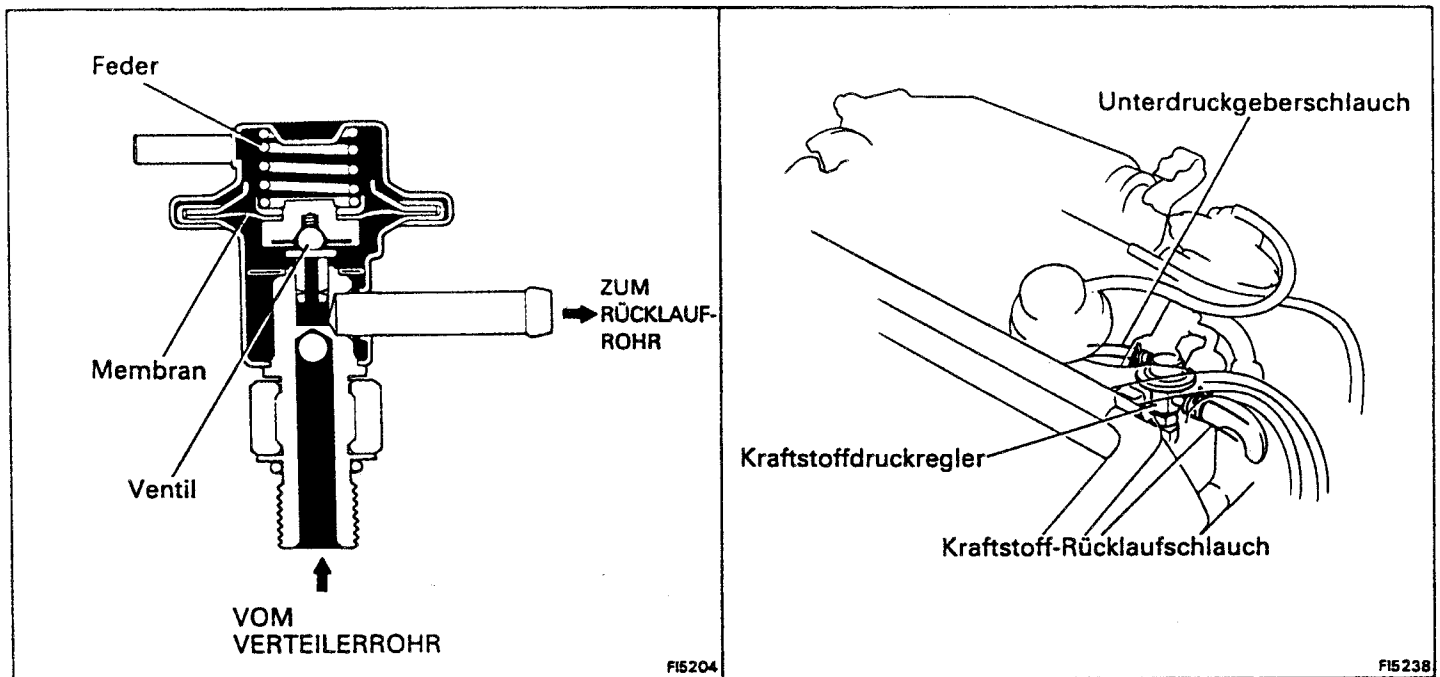 Feder
ZUM
RÜCKLAUF-
ROHR
Membran
Ventil
VOM
VERTEILERROHR
FI5204
Unterdruckgeberschlauch
Kraftstoffdruckregler
Kraftstoff-Rücklaufschlauch
FI5238